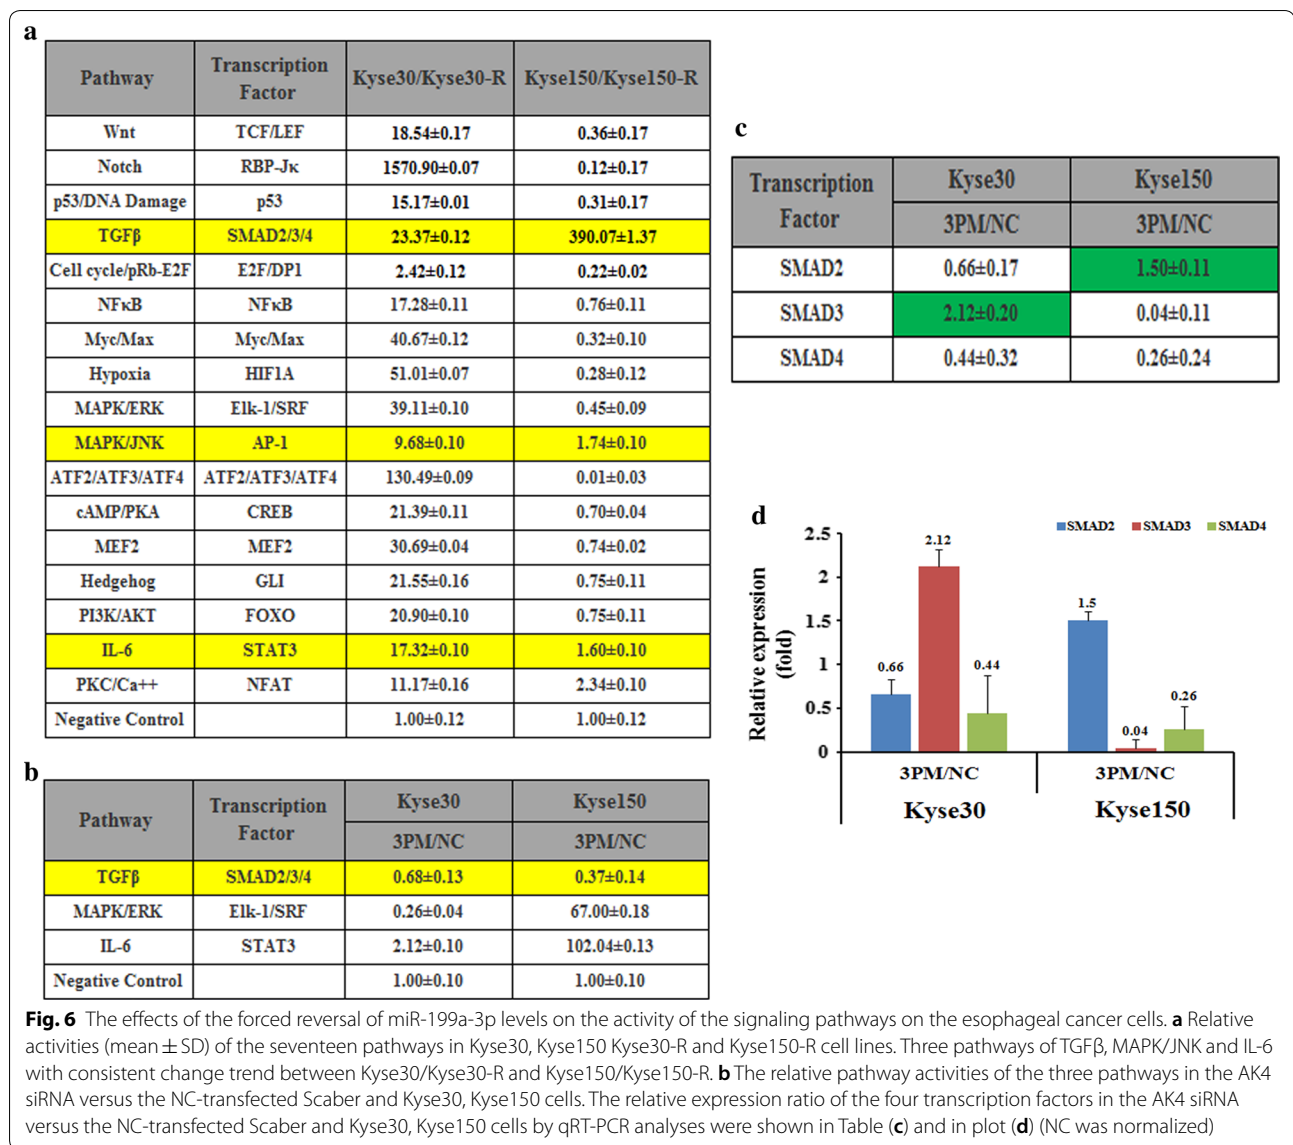 a
Pathway Transcription Factor Kyse30/Kyse30-R Kyse150/Kyse150-R
Wnt TCF/LEF 18.54±0.17 0.36±0.17
Notch RBP-Jκ 1570.90±0.07 0.12±0.17
p53/DNA Damage p53 15.17±0.01 0.31±0.17
TGFβ SMAD2/3/4 23.37±0.12 390.07±1.37
Cell cycle/pRb-E2F E2F/DP1 2.42±0.12 0.22±0.02
NFκB NFκB 17.28±0.11 0.76±0.11
Myc/Max Myc/Max 40.67±0.12 0.32±0.10
Hypoxia HIF1A 51.01±0.07 0.28±0.12
MAPK/ERK Elk-1/SRF 39.11±0.10 0.45±0.09
MAPK/JNK AP-1 9.68±0.10 1.74±0.10
ATF2/ATF3/ATF4 ATF2/ATF3/ATF4 130.49±0.09 0.01±0.03
cAMP/PKA CREB 21.39±0.11 0.70±0.04
MEF2 MEF2 30.69±0.04 0.74±0.02
Hedgehog GLI 21.55±0.16 0.75±0.11
PI3K/AKT FOXO 20.90±0.10 0.75±0.11
IL-6 STAT3 17.32±0.10 1.60±0.10
PKC/Ca++ NFAT 11.17±0.16 2.34±0.10
Negative Control 1.00±0.12 1.00±0.12
b
Pathway Transcription Factor Kyse30 Kyse150
3PM/NC 3PM/NC
TGFβ SMAD2/3/4 0.68±0.13 0.37±0.14
MAPK/ERK Elk-1/SRF 0.26±0.04 67.00±0.18
IL-6 STAT3 2.12±0.10 102.04±0.13
Negative Control 1.00±0.10 1.00±0.10
c
Transcription Factor Kyse30 Kyse150
3PM/NC 3PM/NC
SMAD2 0.66±0.17 1.50±0.11
SMAD3 2.12±0.20 0.04±0.11
SMAD4 0.44±0.32 0.26±0.24
d
SMAD2 SMAD3 SMAD4
Relative expression
(fold)
2.5
2
1.5
1
0.5
0
0.66 2.12 0.44 1.5 0.04 0.26
3PM/NC 3PM/NC
Kyse30 Kyse150
Fig. 6 The effects of the forced reversal of miR-199a-3p levels on the activity of the signaling pathways on the esophageal cancer cells. a Relative
activities (mean ± SD) of the seventeen pathways in Kyse30, Kyse150 Kyse30-R and Kyse150-R cell lines. Three pathways of TGFβ, MAPK/JNK and IL-6
with consistent change trend between Kyse30/Kyse30-R and Kyse150/Kyse150-R. b The relative pathway activities of the three pathways in the AK4
siRNA versus the NC-transfected Scaber and Kyse30, Kyse150 cells. The relative expression ratio of the four transcription factors in the AK4 siRNA
versus the NC-transfected Scaber and Kyse30, Kyse150 cells by qRT-PCR analyses were shown in Table (c) and in plot (d) (NC was normalized)